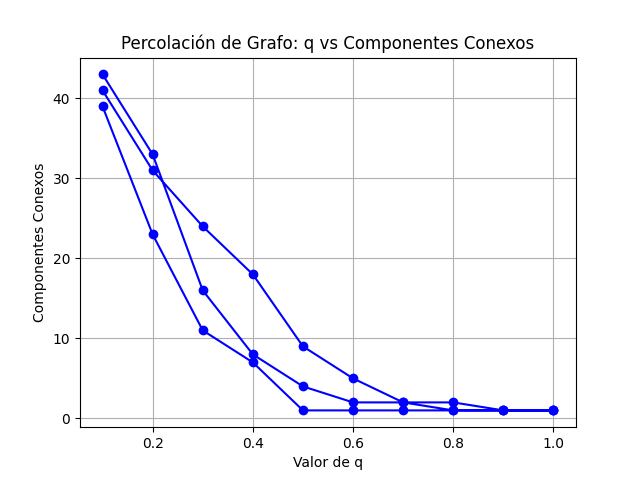 Percolación de Grafo: q vs Componentes Conexos
Componentes Conexos
40
30
20
10
0
0.2 0.4 0.6 0.8 1.0
Valor de q